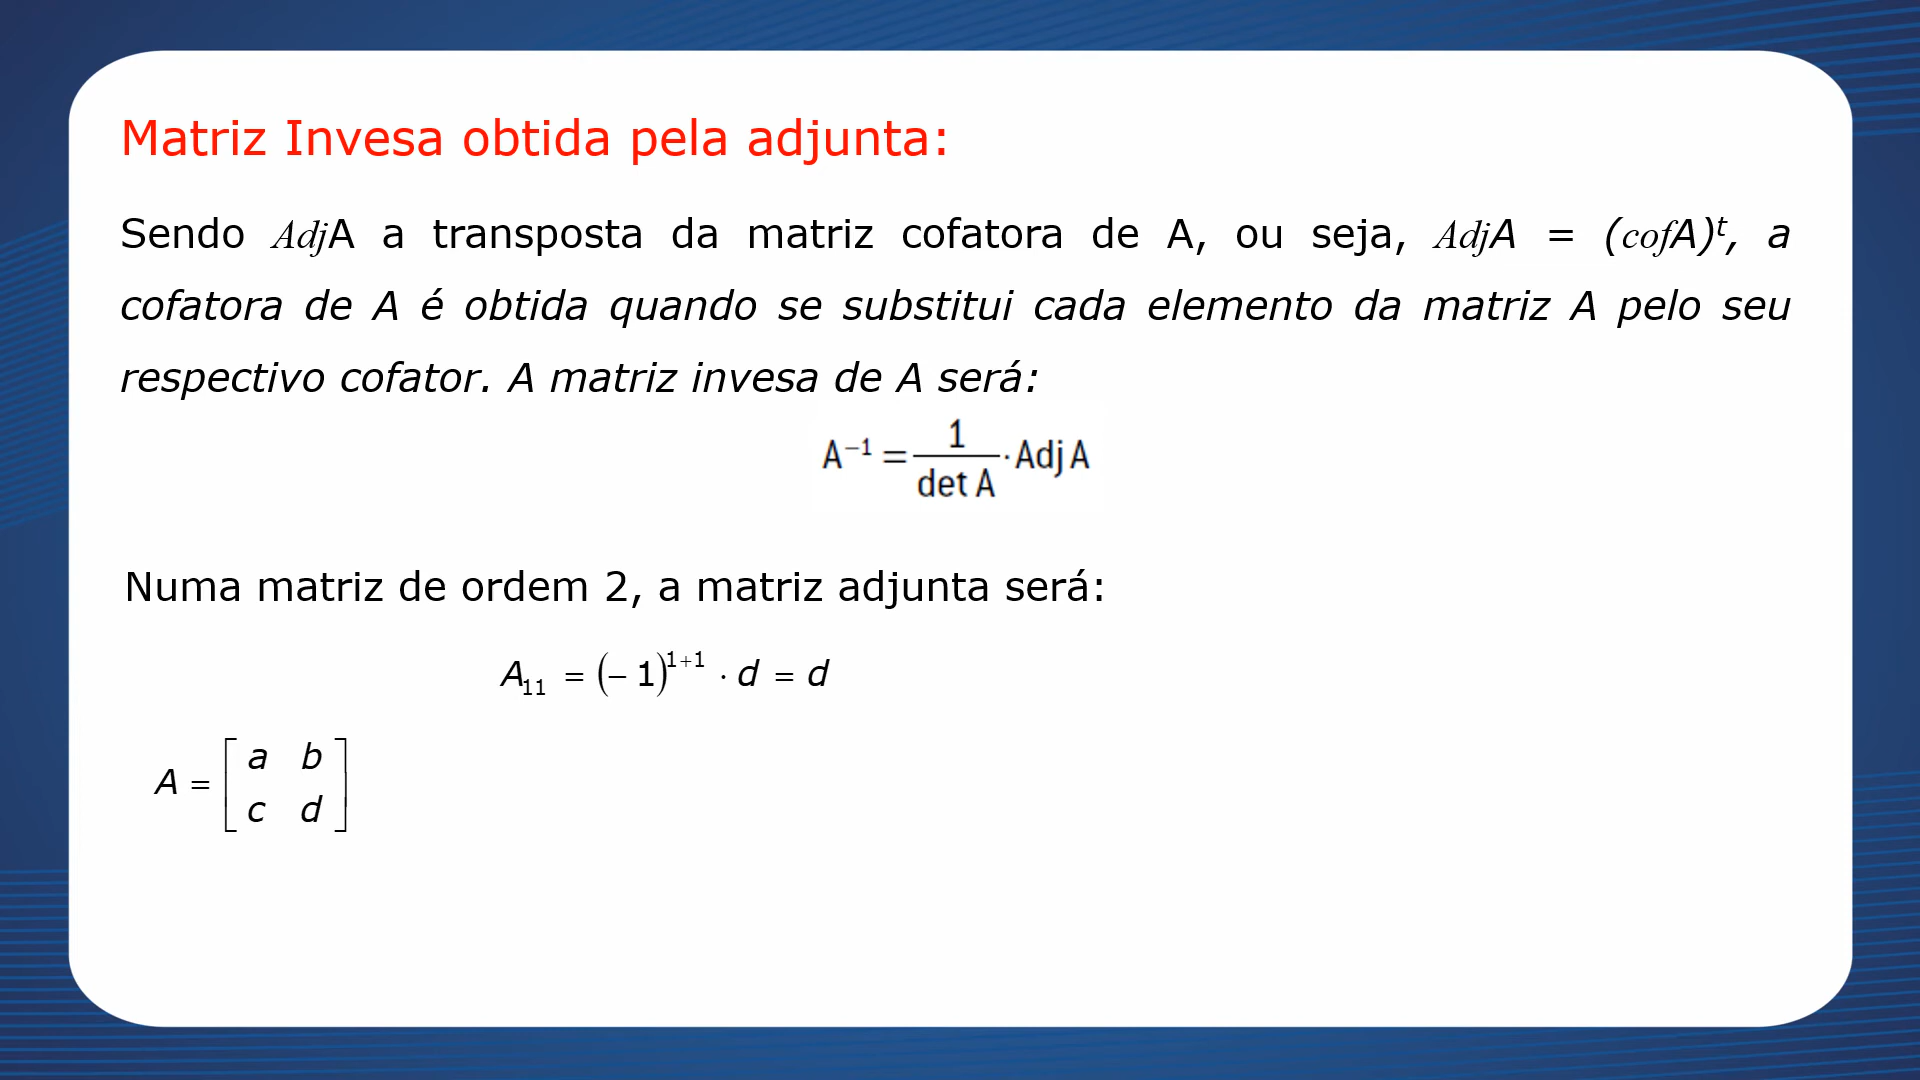 Matriz Invesa obtida pela adjunta:
Sendo AdjA a transposta da matriz cofatora de A, ou seja, AdjA = (cofA)ᵗ, a
cofatora de A é obtida quando se substitui cada elemento da matriz A pelo seu
respectivo cofator. A matriz invesa de A será:
A⁻¹ = 1/det A · Adj A
Numa matriz de ordem 2, a matriz adjunta será:
A₁₁ = (− 1)¹⁺¹ · d = d
A = [ a b
c d ]